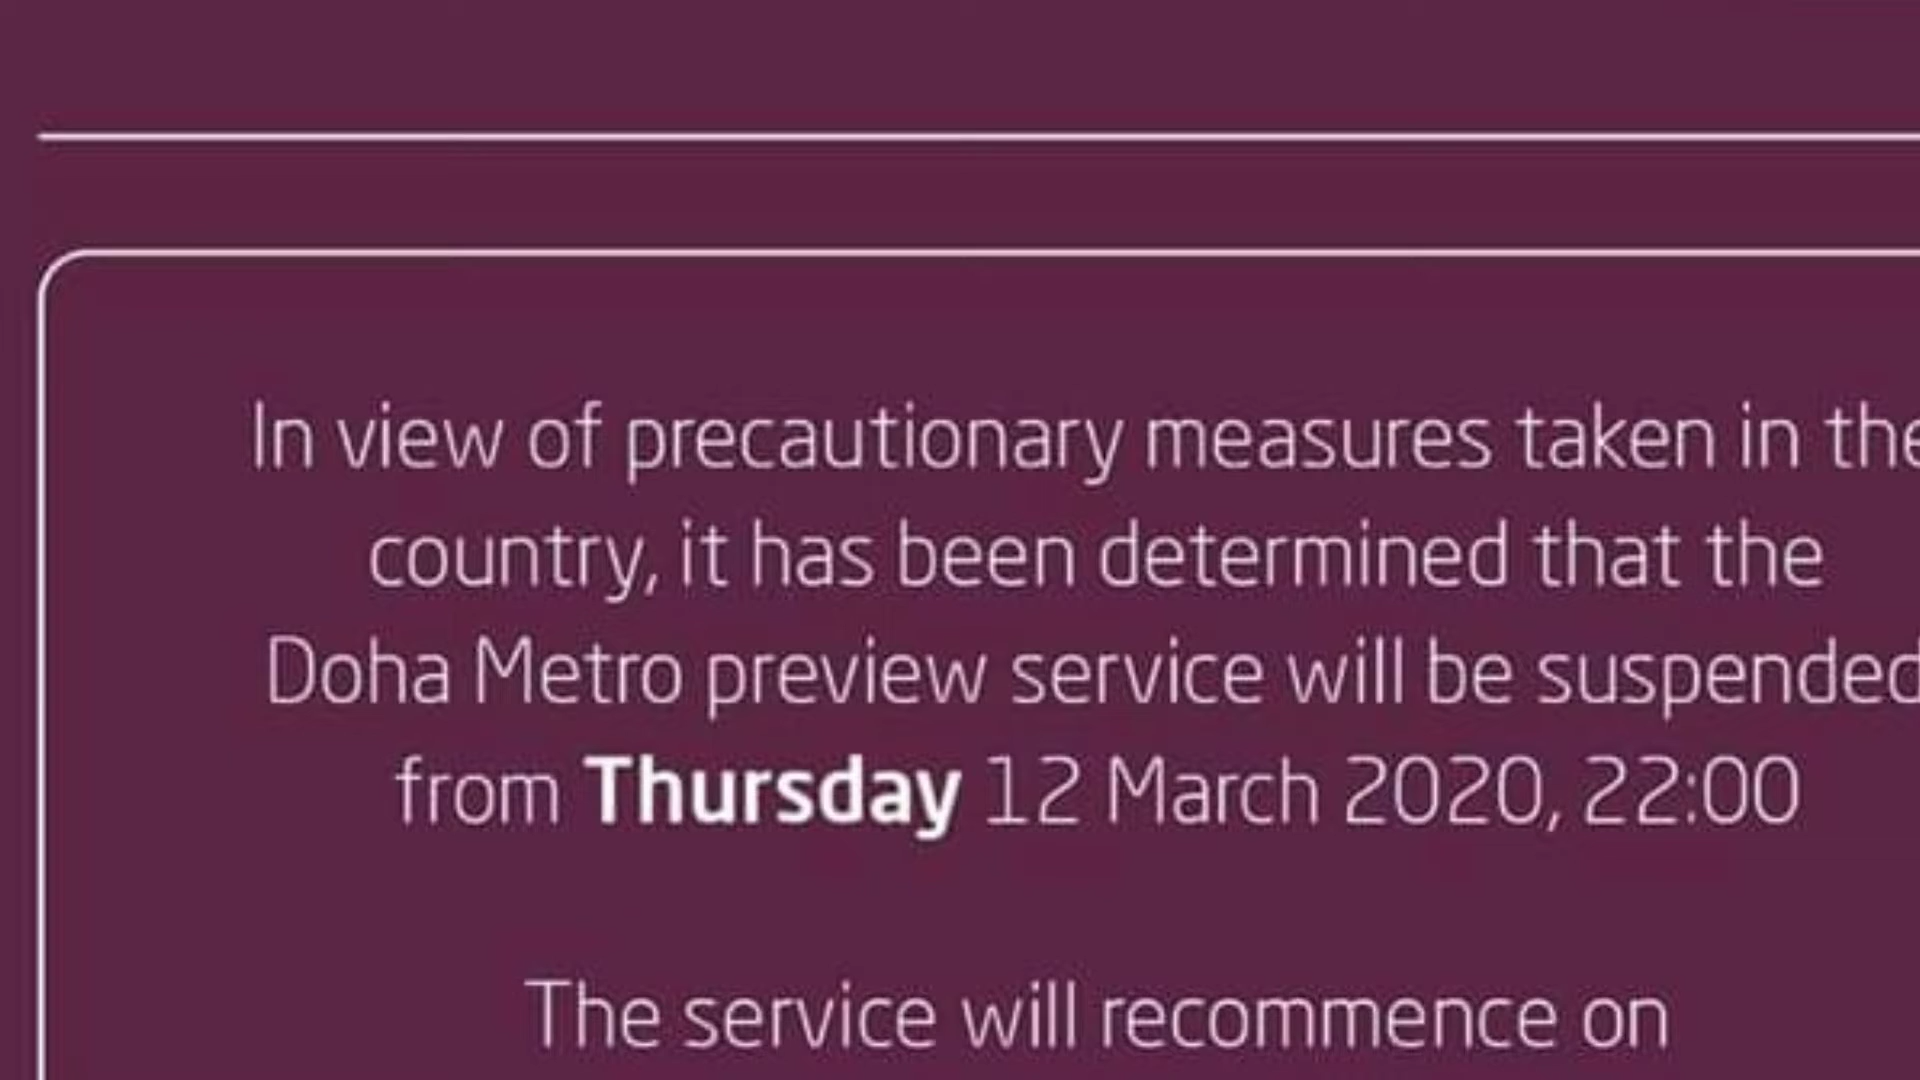 In view of precautionary measures taken in the
country, it has been determined that the
Doha Metro preview service will be suspended
from Thursday 12 March 2020, 22:00
The service will recommence on